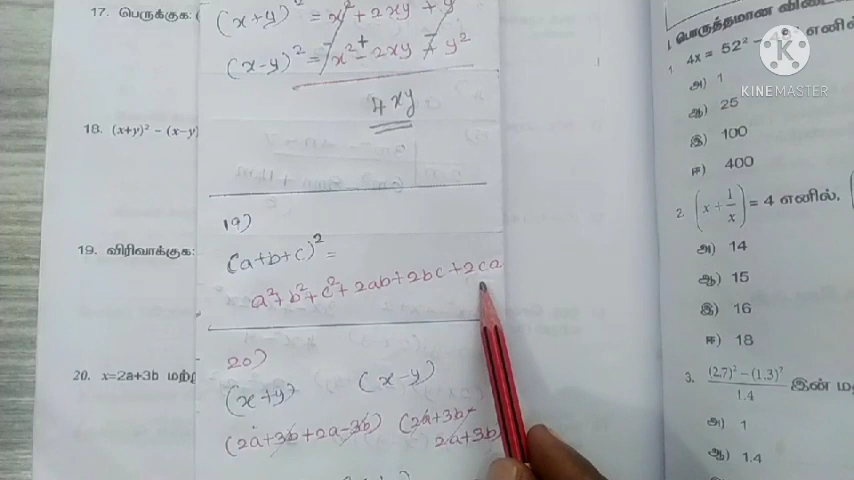 17. பெருக்குக:
(x+y)² = x² + 2xy + y²
(x-y)² = x² - 2xy + y²
4xy
18. (x+y)² − (x−y)
19)
19. விரிவாக்குக:
(a+b+c)² =
a²+b²+c²+2ab+2bc+2ca
20)
20. x=2a+3b மற்ற
(x+y) (x-y)
(2a+3b+2a-3b) (2a+3b-
2a+3b)
I. பொருத்தமான
1. 4x = 52² − எனில்
அ) 1
ஆ) 25
இ) 100
ஈ) 400
2. (x + 1/x) = 4 எனில்,
அ) 14
ஆ) 15
இ) 16
ஈ) 18
3. (2.7)² − (1.3)² / 1.4 இன்
அ) 1
ஆ) 1.4
KINEMASTER